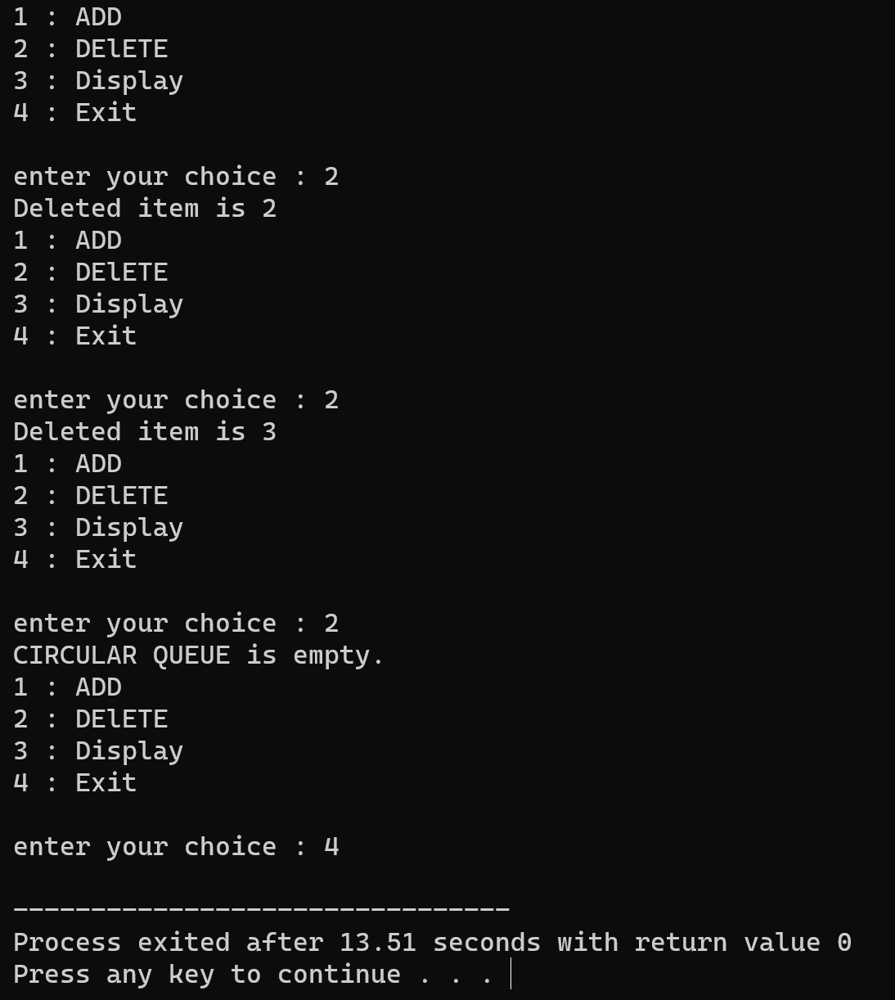 1 : ADD
2 : DElETE
3 : Display
4 : Exit
enter your choice : 2
Deleted item is 2
1 : ADD
2 : DElETE
3 : Display
4 : Exit
enter your choice : 2
Deleted item is 3
1 : ADD
2 : DElETE
3 : Display
4 : Exit
enter your choice : 2
CIRCULAR QUEUE is empty.
1 : ADD
2 : DElETE
3 : Display
4 : Exit
enter your choice : 4
--------------------------------
Process exited after 13.51 seconds with return value 0
Press any key to continue . . .